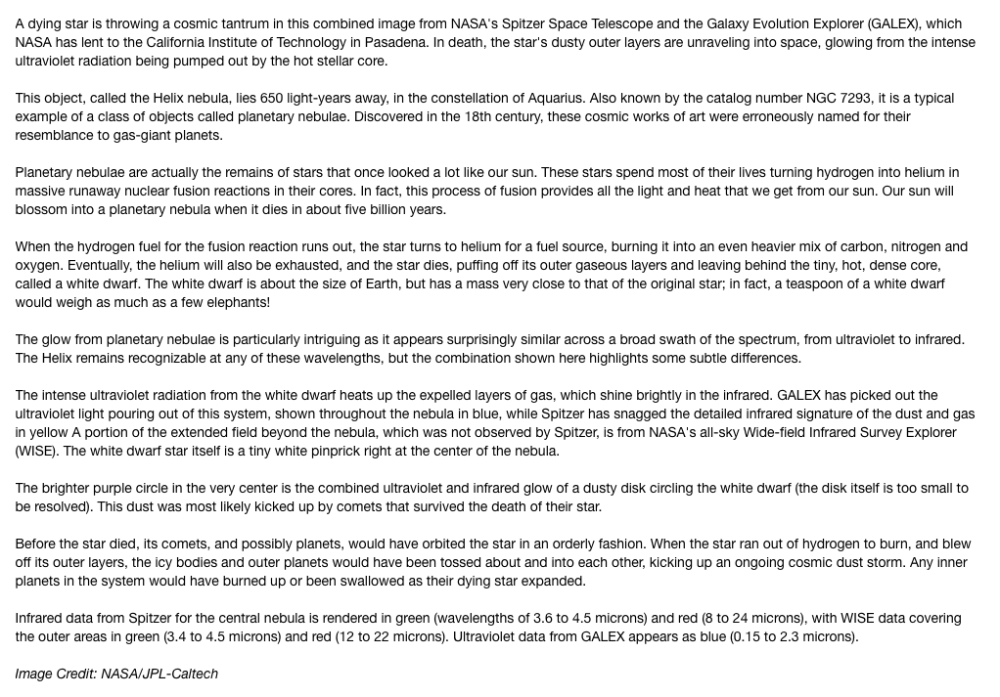 A dying star is throwing a cosmic tantrum in this combined image from NASA's Spitzer Space Telescope and the Galaxy Evolution Explorer (GALEX), which
NASA has lent to the California Institute of Technology in Pasadena. In death, the star's dusty outer layers are unraveling into space, glowing from the intense
ultraviolet radiation being pumped out by the hot stellar core.

This object, called the Helix nebula, lies 650 light-years away, in the constellation of Aquarius. Also known by the catalog number NGC 7293, it is a typical
example of a class of objects called planetary nebulae. Discovered in the 18th century, these cosmic works of art were erroneously named for their
resemblance to gas-giant planets.

Planetary nebulae are actually the remains of stars that once looked a lot like our sun. These stars spend most of their lives turning hydrogen into helium in
massive runaway nuclear fusion reactions in their cores. In fact, this process of fusion provides all the light and heat that we get from our sun. Our sun will
blossom into a planetary nebula when it dies in about five billion years.

When the hydrogen fuel for the fusion reaction runs out, the star turns to helium for a fuel source, burning it into an even heavier mix of carbon, nitrogen and
oxygen. Eventually, the helium will also be exhausted, and the star dies, puffing off its outer gaseous layers and leaving behind the tiny, hot, dense core,
called a white dwarf. The white dwarf is about the size of Earth, but has a mass very close to that of the original star; in fact, a teaspoon of a white dwarf
would weigh as much as a few elephants!

The glow from planetary nebulae is particularly intriguing as it appears surprisingly similar across a broad swath of the spectrum, from ultraviolet to infrared.
The Helix remains recognizable at any of these wavelengths, but the combination shown here highlights some subtle differences.

The intense ultraviolet radiation from the white dwarf heats up the expelled layers of gas, which shine brightly in the infrared. GALEX has picked out the
ultraviolet light pouring out of this system, shown throughout the nebula in blue, while Spitzer has snagged the detailed infrared signature of the dust and gas
in yellow A portion of the extended field beyond the nebula, which was not observed by Spitzer, is from NASA's all-sky Wide-field Infrared Survey Explorer
(WISE). The white dwarf star itself is a tiny white pinprick right at the center of the nebula.

The brighter purple circle in the very center is the combined ultraviolet and infrared glow of a dusty disk circling the white dwarf (the disk itself is too small to
be resolved). This dust was most likely kicked up by comets that survived the death of their star.

Before the star died, its comets, and possibly planets, would have orbited the star in an orderly fashion. When the star ran out of hydrogen to burn, and blew
off its outer layers, the icy bodies and outer planets would have been tossed about and into each other, kicking up an ongoing cosmic dust storm. Any inner
planets in the system would have burned up or been swallowed as their dying star expanded.

Infrared data from Spitzer for the central nebula is rendered in green (wavelengths of 3.6 to 4.5 microns) and red (8 to 24 microns), with WISE data covering
the outer areas in green (3.4 to 4.5 microns) and red (12 to 22 microns). Ultraviolet data from GALEX appears as blue (0.15 to 2.3 microns).

Image Credit: NASA/JPL-Caltech